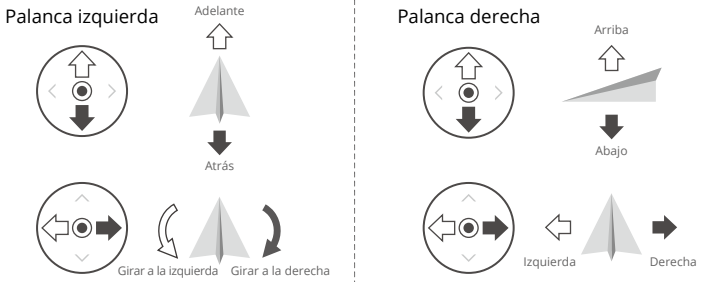 Palanca izquierda
Adelante
Atrás
Girar a la izquierda
Girar a la derecha
Palanca derecha
Arriba
Abajo
Izquierda
Derecha